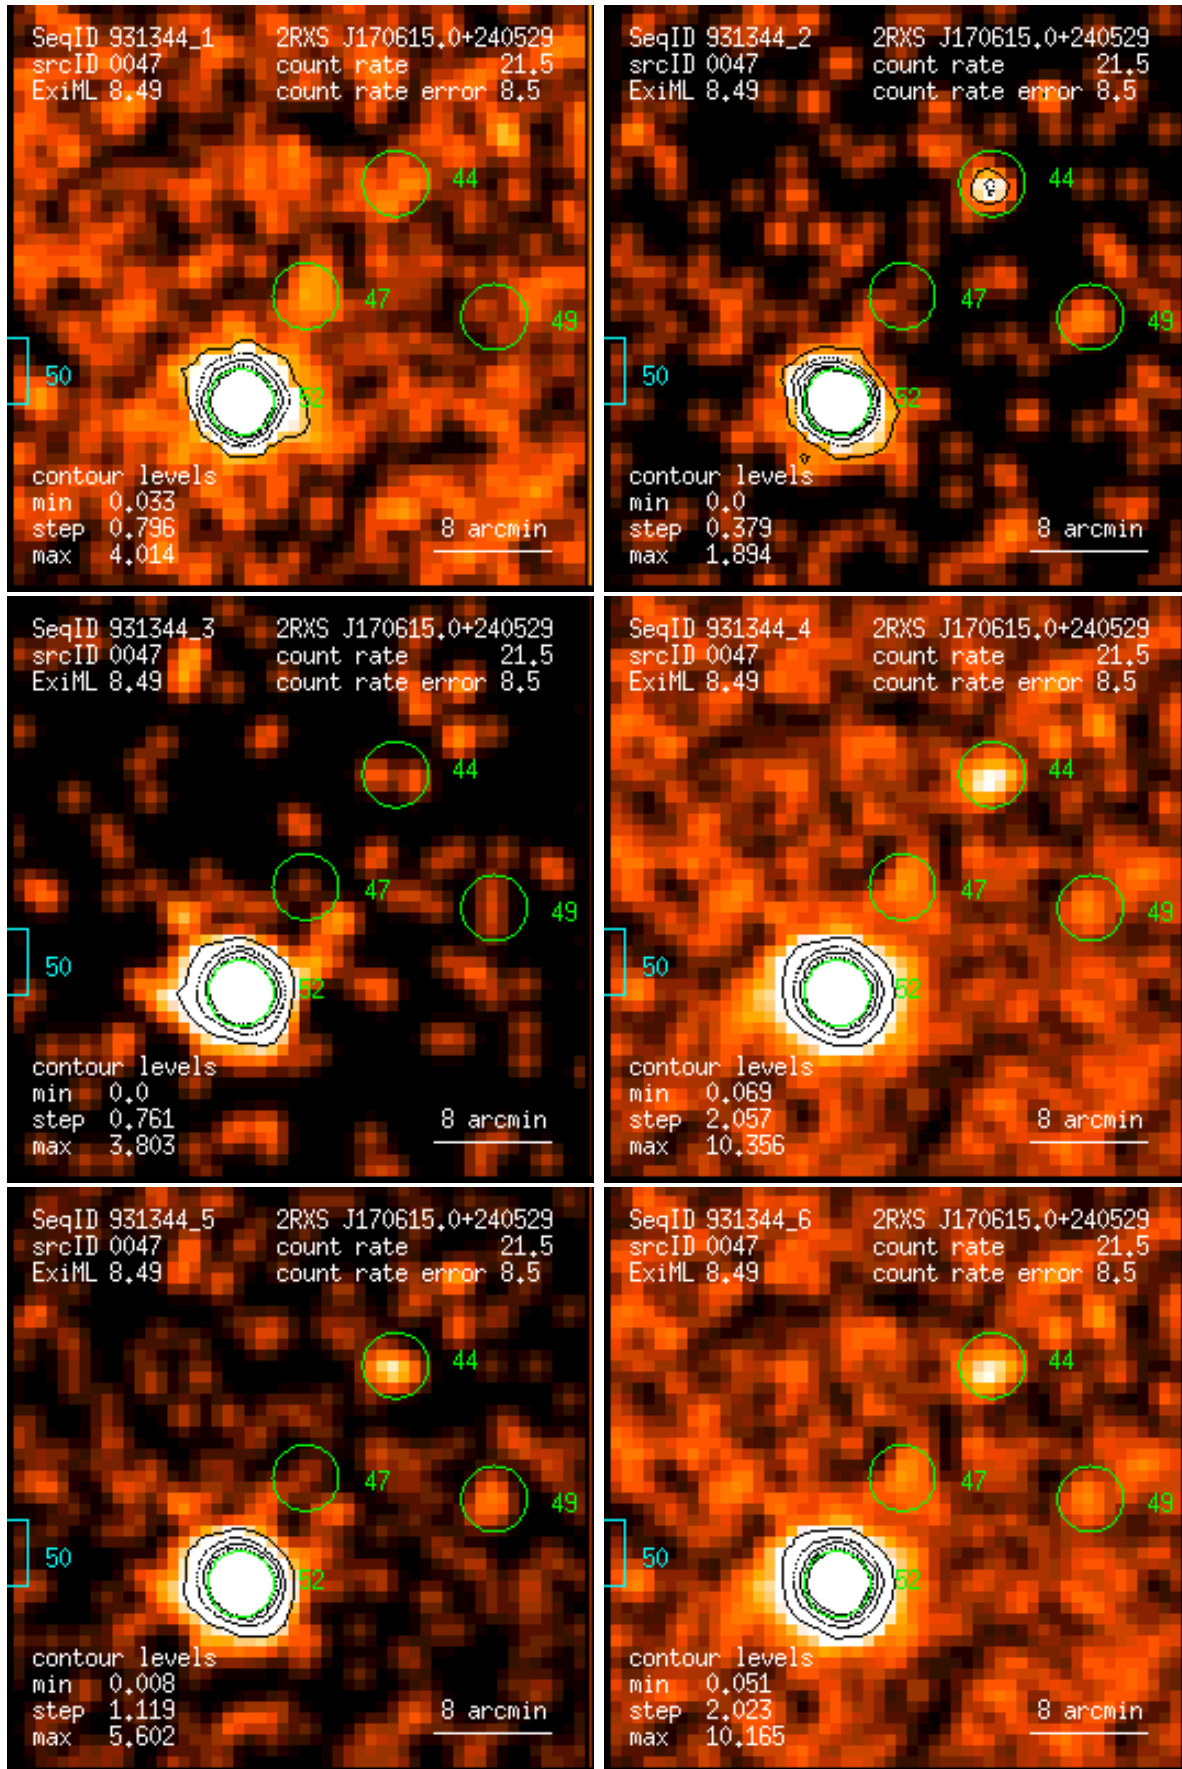 SeqID 931344_1 2RXS J170615.0+240529
srcID 0047 count rate 21.5
ExiML 8.49 count rate error 8.5
44
47
49
50
52
contour levels
min 0.033
step 0.796
max 4.014
8 arcmin
SeqID 931344_2 2RXS J170615.0+240529
srcID 0047 count rate 21.5
ExiML 8.49 count rate error 8.5
44
47
49
50
52
contour levels
min 0.0
step 0.379
max 1.894
8 arcmin
SeqID 931344_3 2RXS J170615.0+240529
srcID 0047 count rate 21.5
ExiML 8.49 count rate error 8.5
44
47
49
50
52
contour levels
min 0.0
step 0.761
max 3.803
8 arcmin
SeqID 931344_4 2RXS J170615.0+240529
srcID 0047 count rate 21.5
ExiML 8.49 count rate error 8.5
44
47
49
50
52
contour levels
min 0.069
step 2.057
max 10.356
8 arcmin
SeqID 931344_5 2RXS J170615.0+240529
srcID 0047 count rate 21.5
ExiML 8.49 count rate error 8.5
44
47
49
50
52
contour levels
min 0.008
step 1.119
max 5.602
8 arcmin
SeqID 931344_6 2RXS J170615.0+240529
srcID 0047 count rate 21.5
ExiML 8.49 count rate error 8.5
44
47
49
50
52
contour levels
min 0.051
step 2.023
max 10.165
8 arcmin